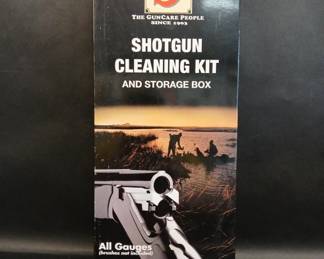 THE GUNCARE PEOPLE
SINCE 1903
SHOTGUN
CLEANING KIT
AND STORAGE BOX
All Gauges
(brushes not included)